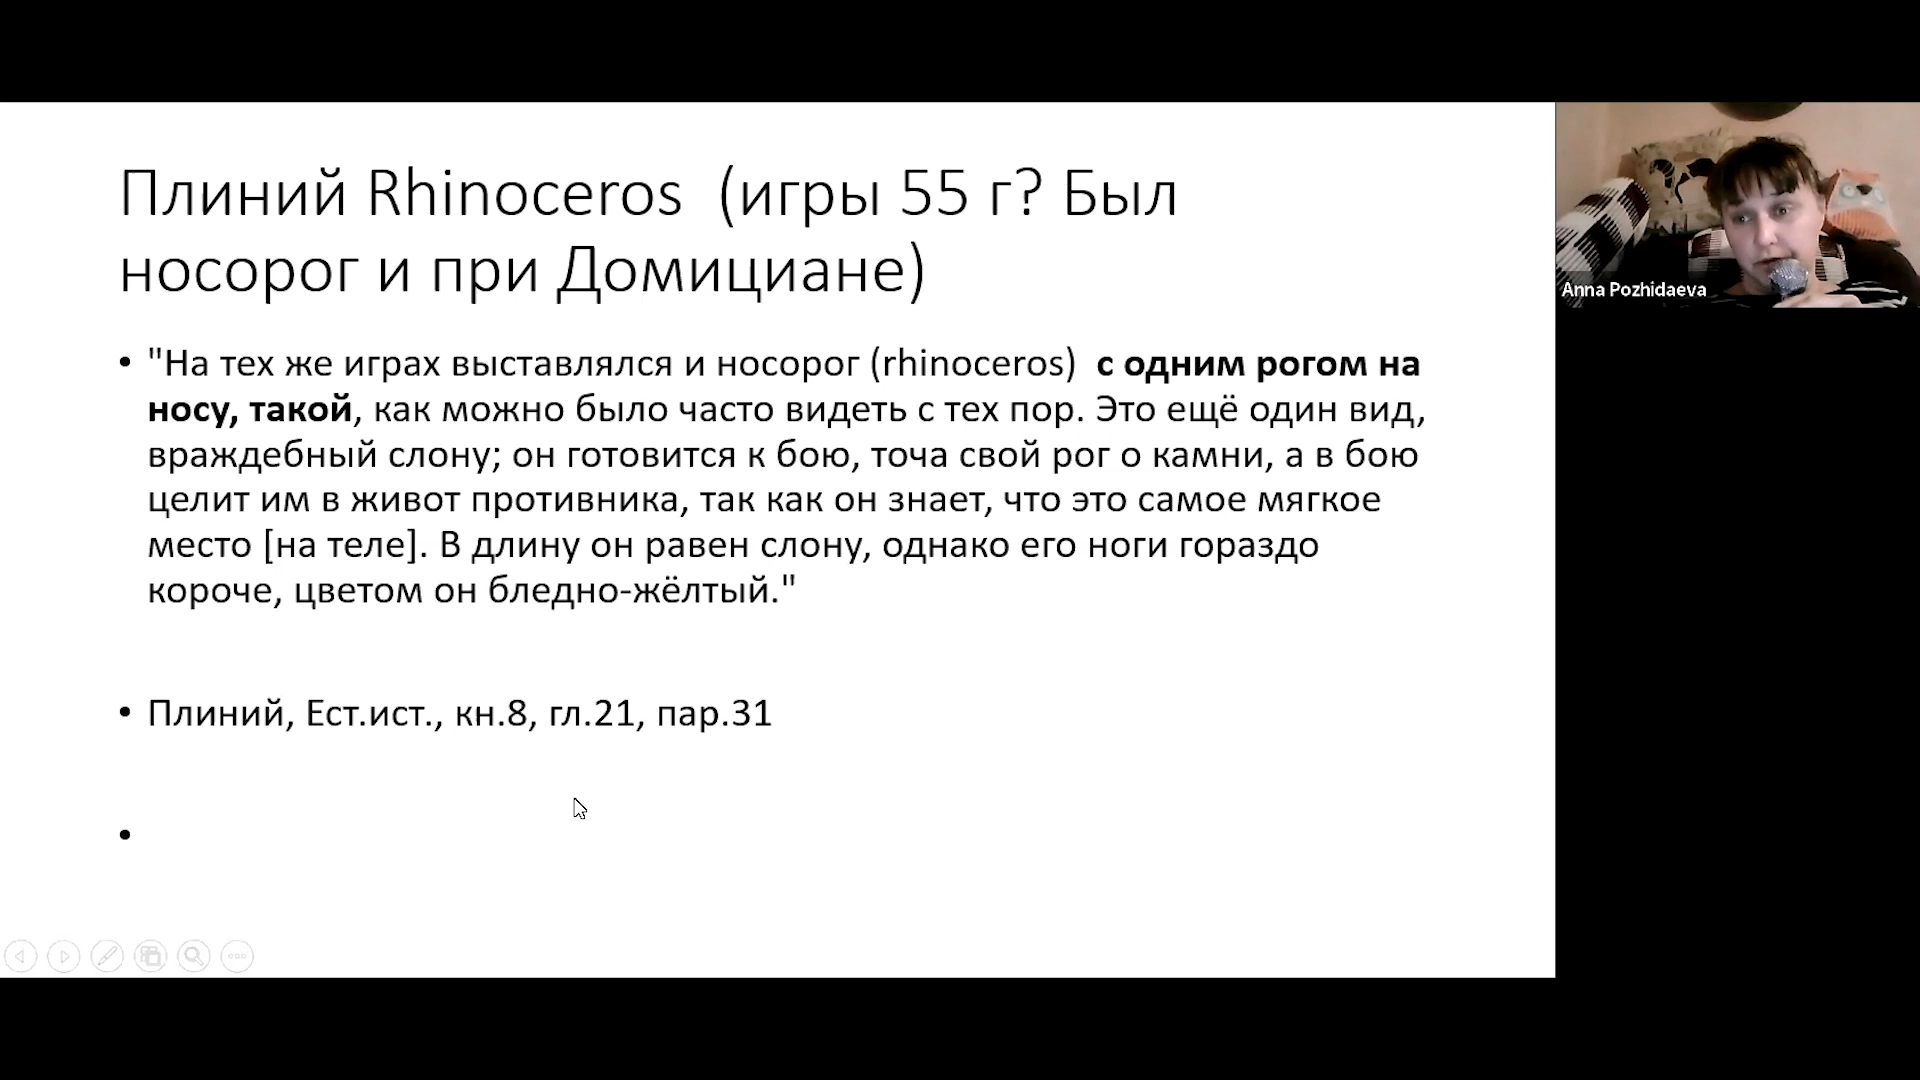 Плиний Rhinoceros (игры 55 г? Был
носорог и при Домициане)
• "На тех же играх выставлялся и носорог (rhinoceros) с одним рогом на
носу, такой, как можно было часто видеть с тех пор. Это ещё один вид,
враждебный слону; он готовится к бою, точа свой рог о камни, а в бою
целит им в живот противника, так как он знает, что это самое мягкое
место [на теле]. В длину он равен слону, однако его ноги гораздо
короче, цветом он бледно-жёлтый."
• Плиний, Ест.ист., кн.8, гл.21, пар.31
•
Anna Pozhidaeva